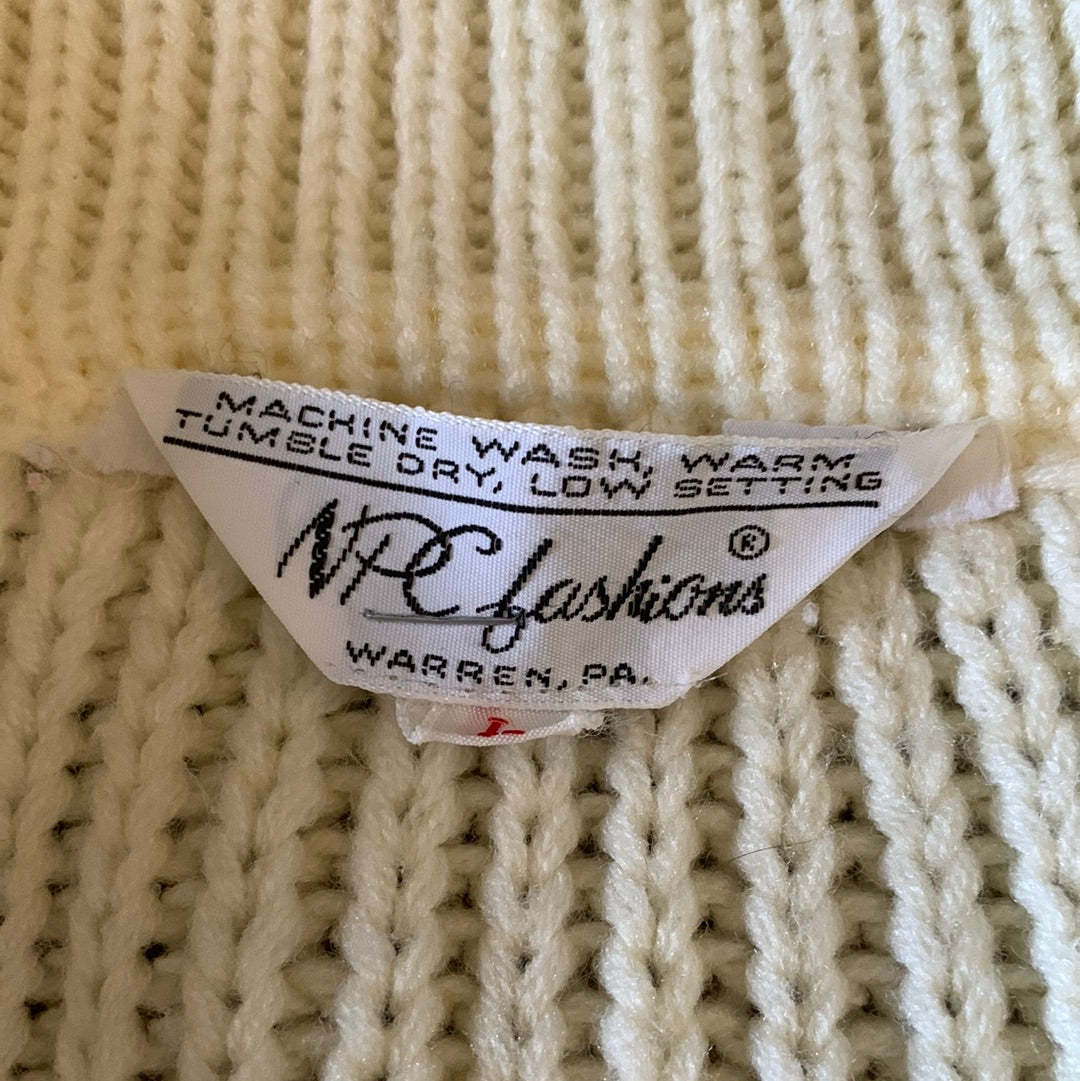 MACHINE WASH, WARM
TUMBLE DRY, LOW SETTING
NPC fashions ®
WARREN, PA.